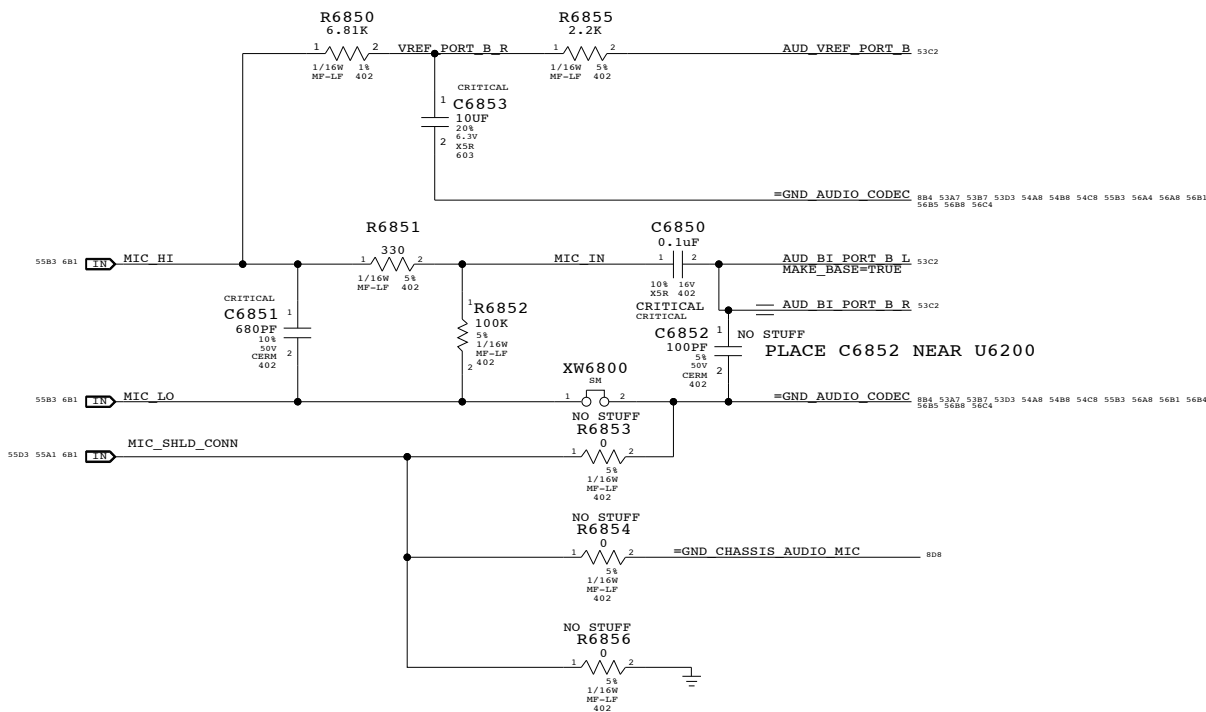 R6850
6.81K
1 2
1/16W 1%
MF-LF 402
VREF_PORT_B_R
R6855
2.2K
1 2
1/16W 5%
MF-LF 402
AUD_VREF_PORT_B 53C2
CRITICAL
1
C6853
10UF
20%
6.3V
X5R
603
2
=GND_AUDIO_CODEC 8B4 53A7 53B7 53D3 54A8 54B8 54C8 55B3 56A4 56A8 56B1
56B5 56B8 56C4
55B3 6B1 IN MIC_HI
R6851
330
1 2
1/16W 5%
MF-LF 402
MIC_IN
C6850
0.1uF
1 2
10% 16V
X5R 402
CRITICAL
AUD_BI_PORT_B_L 53C2
MAKE_BASE=TRUE
AUD_BI_PORT_B_R 53C2
CRITICAL
C6851
680PF
10%
50V
CERM
402
1
2
1
R6852
100K
5%
1/16W
MF-LF
402
2
CRITICAL
C6852
100PF
5%
50V
CERM
402
1
2
NO STUFF
PLACE C6852 NEAR U6200
XW6800
SM
1 2
55B3 6B1 IN MIC_LO
=GND_AUDIO_CODEC 8B4 53A7 53B7 53D3 54A8 54B8 54C8 55B3 56A8 56B1 56B4
56B5 56B8 56C4
NO STUFF
R6853
0
1 2
5%
1/16W
MF-LF
402
55D3 55A1 6B1 IN MIC_SHLD_CONN
NO STUFF
R6854
0
1 2
5%
1/16W
MF-LF
402
=GND_CHASSIS_AUDIO_MIC 8D8
NO STUFF
R6856
0
1 2
5%
1/16W
MF-LF
402